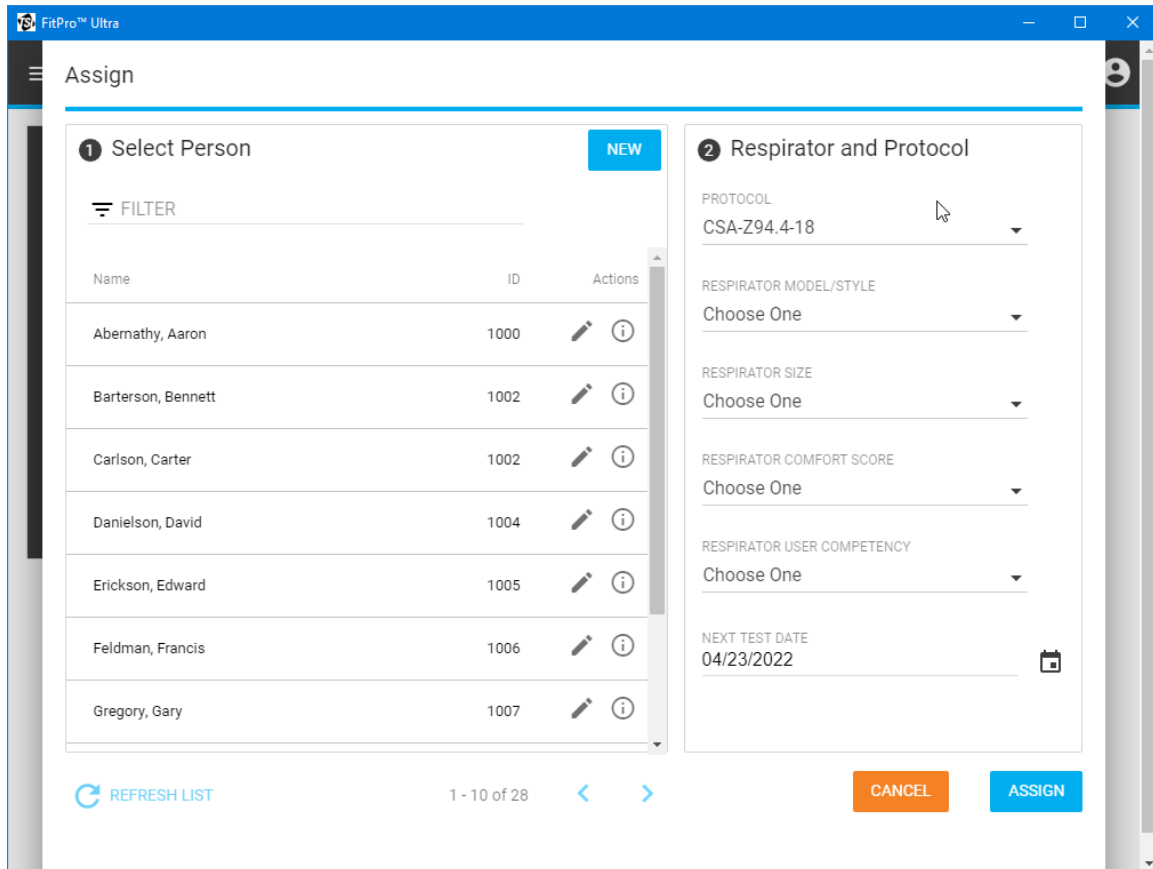 TSI FitPro™ Ultra
Assign
1 Select Person
NEW
FILTER
Name ID Actions
Abernathy, Aaron 1000
Barterson, Bennett 1002
Carlson, Carter 1002
Danielson, David 1004
Erickson, Edward 1005
Feldman, Francis 1006
Gregory, Gary 1007
REFRESH LIST
1 - 10 of 28
2 Respirator and Protocol
PROTOCOL
CSA-Z94.4-18
RESPIRATOR MODEL/STYLE
Choose One
RESPIRATOR SIZE
Choose One
RESPIRATOR COMFORT SCORE
Choose One
RESPIRATOR USER COMPETENCY
Choose One
NEXT TEST DATE
04/23/2022
CANCEL
ASSIGN